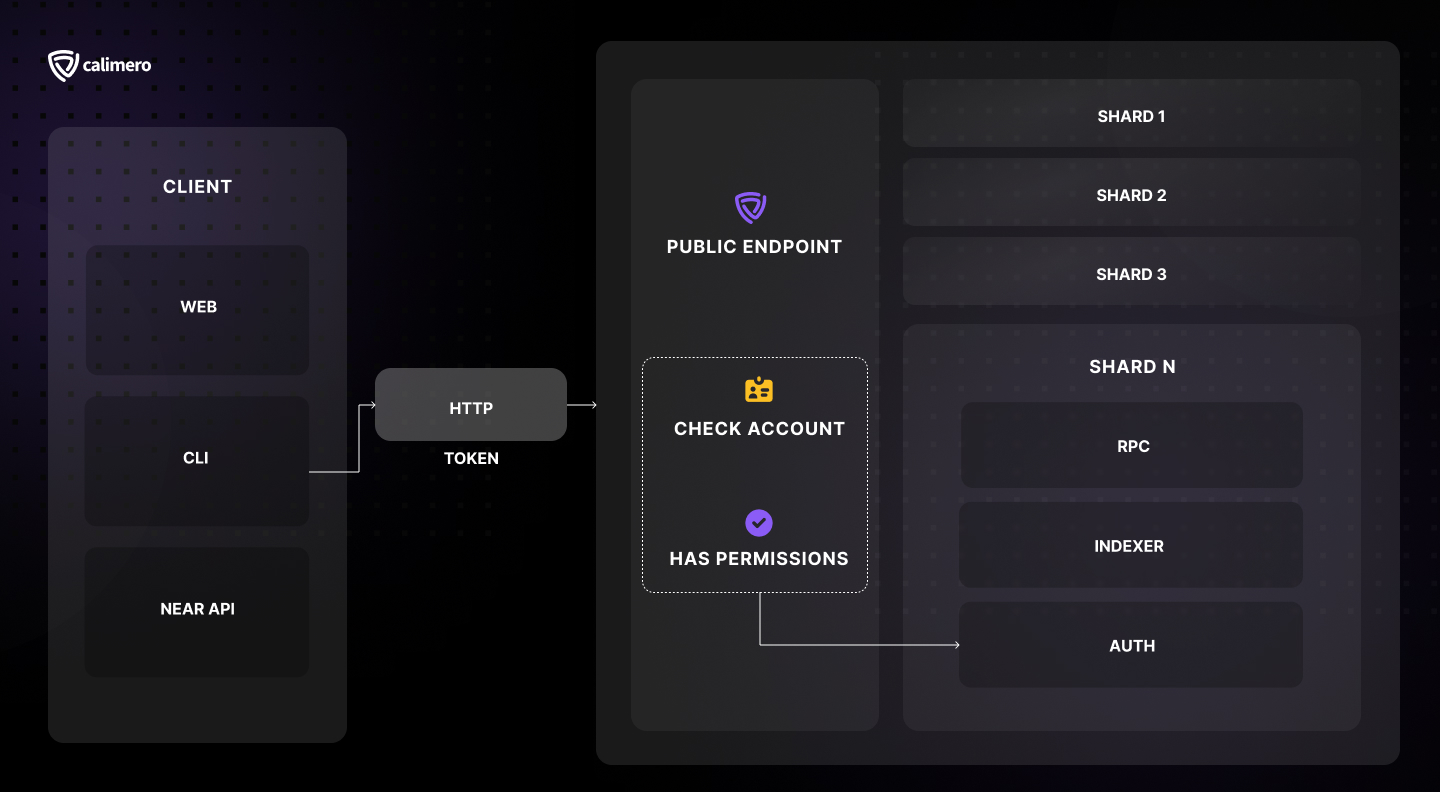 calimero
CLIENT
WEB
CLI
NEAR API
HTTP
TOKEN
PUBLIC ENDPOINT
CHECK ACCOUNT
HAS PERMISSIONS
SHARD 1
SHARD 2
SHARD 3
SHARD N
RPC
INDEXER
AUTH